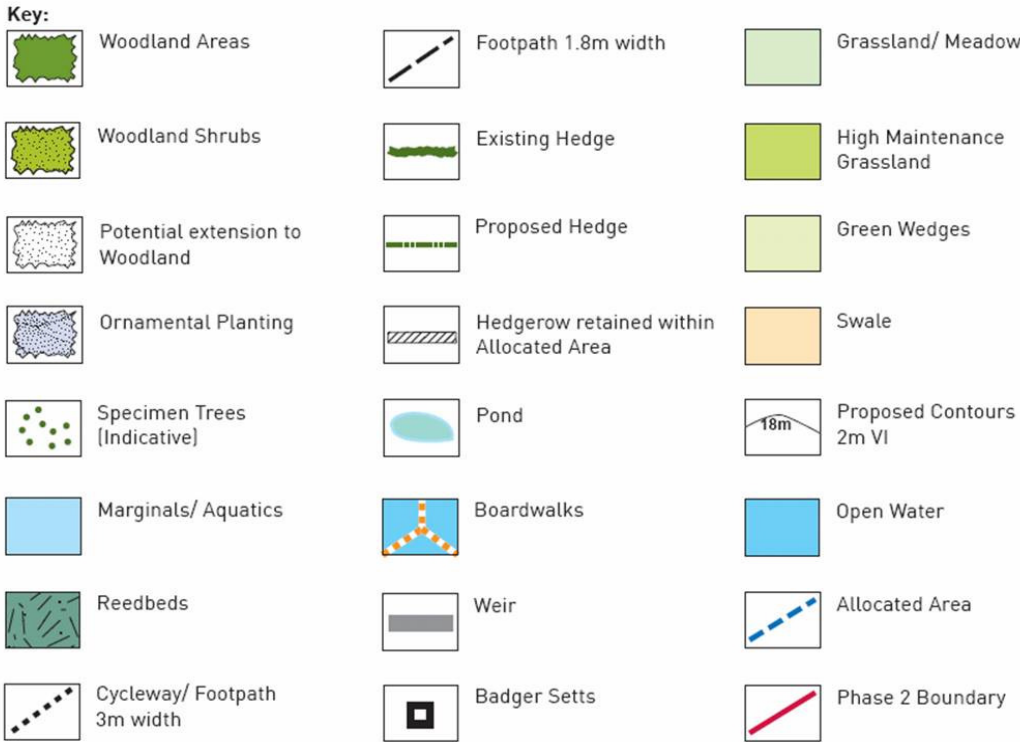 Key:
Woodland Areas
Woodland Shrubs
Potential extension to
Woodland
Ornamental Planting
Specimen Trees
(Indicative)
Marginals/ Aquatics
Reedbeds
Cycleway/ Footpath
3m width
Footpath 1.8m width
Existing Hedge
Proposed Hedge
Hedgerow retained within
Allocated Area
Pond
Boardwalks
Weir
Badger Setts
Grassland/ Meadow
High Maintenance
Grassland
Green Wedges
Swale
18m
Proposed Contours
2m VI
Open Water
Allocated Area
Phase 2 Boundary